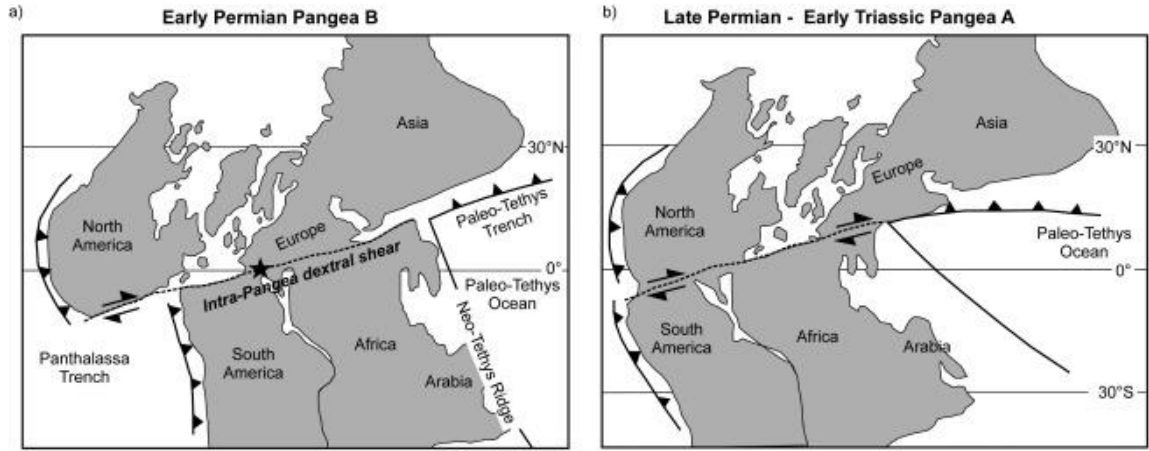 a)
Early Permian Pangea B
Asia
30°N
North
America
Europe
Paleo-Tethys
Trench
Intra-Pangea dextral shear
0°
Paleo-Tethys
Ocean
Panthalassa
Trench
South
America
Africa
Arabia
Neo-Tethys Ridge
b)
Late Permian - Early Triassic Pangea A
Asia
30°N
Europe
North
America
Paleo-Tethys
Ocean
0°
South
America
Africa
Arabia
30°S